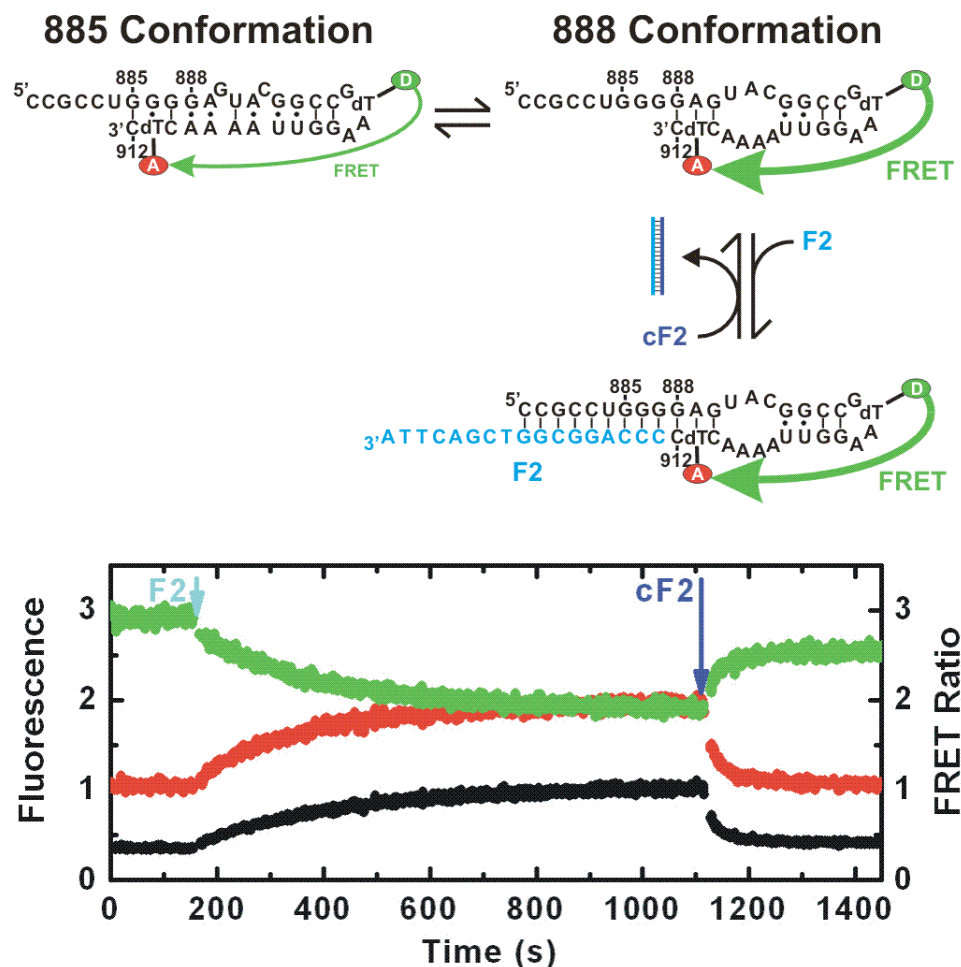 885 Conformation
888 Conformation
885 888
5' CCGCCUGGGGAGUACGGCCGdT D
3' CdTCAAAAUUGGAA
912
A
FRET
885 888
5' CCGCCUGGGGAGUACGGCCGdT D
3' CdTCAAAAUUGGAA
912
A
FRET
F2
cF2
885 888
5' CCGCCUGGGGAGUACGGCCGdT D
3' ATTCAGCTGGCGGACCCCdTCAAAAUUGGAA
F2
912
A
FRET
F2
cF2
Fluorescence
3
2
1
0
FRET Ratio
3
2
1
0
0 200 400 600 800 1000 1200 1400
Time (s)